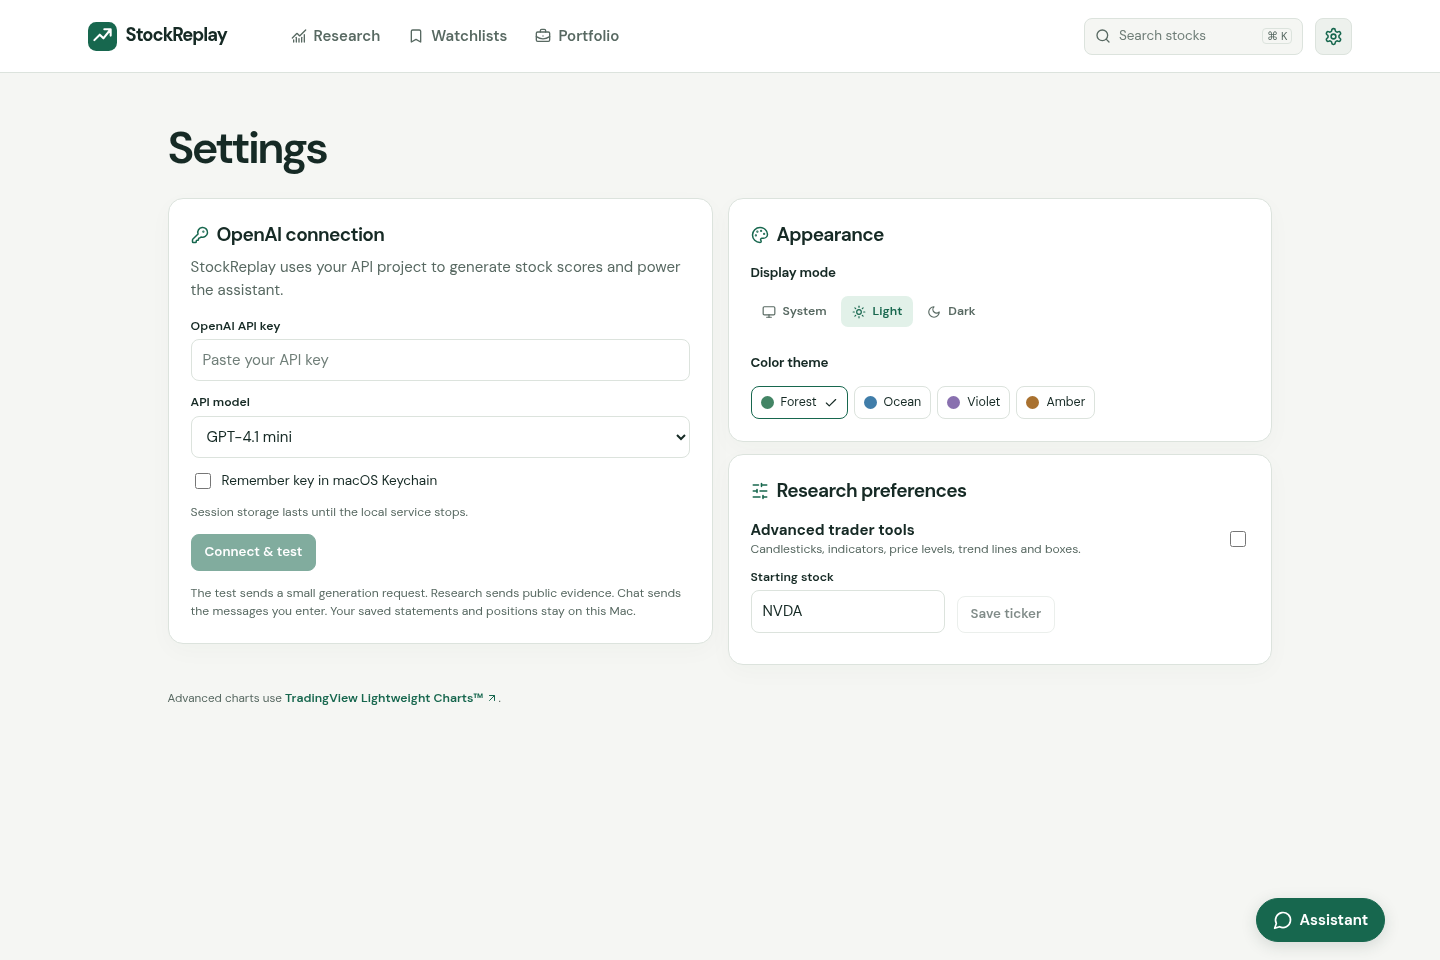 StockReplay
Research
Watchlists
Portfolio
Search stocks
⌘ K
Settings
OpenAI connection
StockReplay uses your API project to generate stock scores and power
the assistant.
OpenAI API key
Paste your API key
API model
GPT-4.1 mini
Remember key in macOS Keychain
Session storage lasts until the local service stops.
Connect & test
The test sends a small generation request. Research sends public evidence. Chat sends
the messages you enter. Your saved statements and positions stay on this Mac.
Appearance
Display mode
System
Light
Dark
Color theme
Forest
Ocean
Violet
Amber
Research preferences
Advanced trader tools
Candlesticks, indicators, price levels, trend lines and boxes.
Starting stock
NVDA
Save ticker
Advanced charts use TradingView Lightweight Charts™ .
Assistant